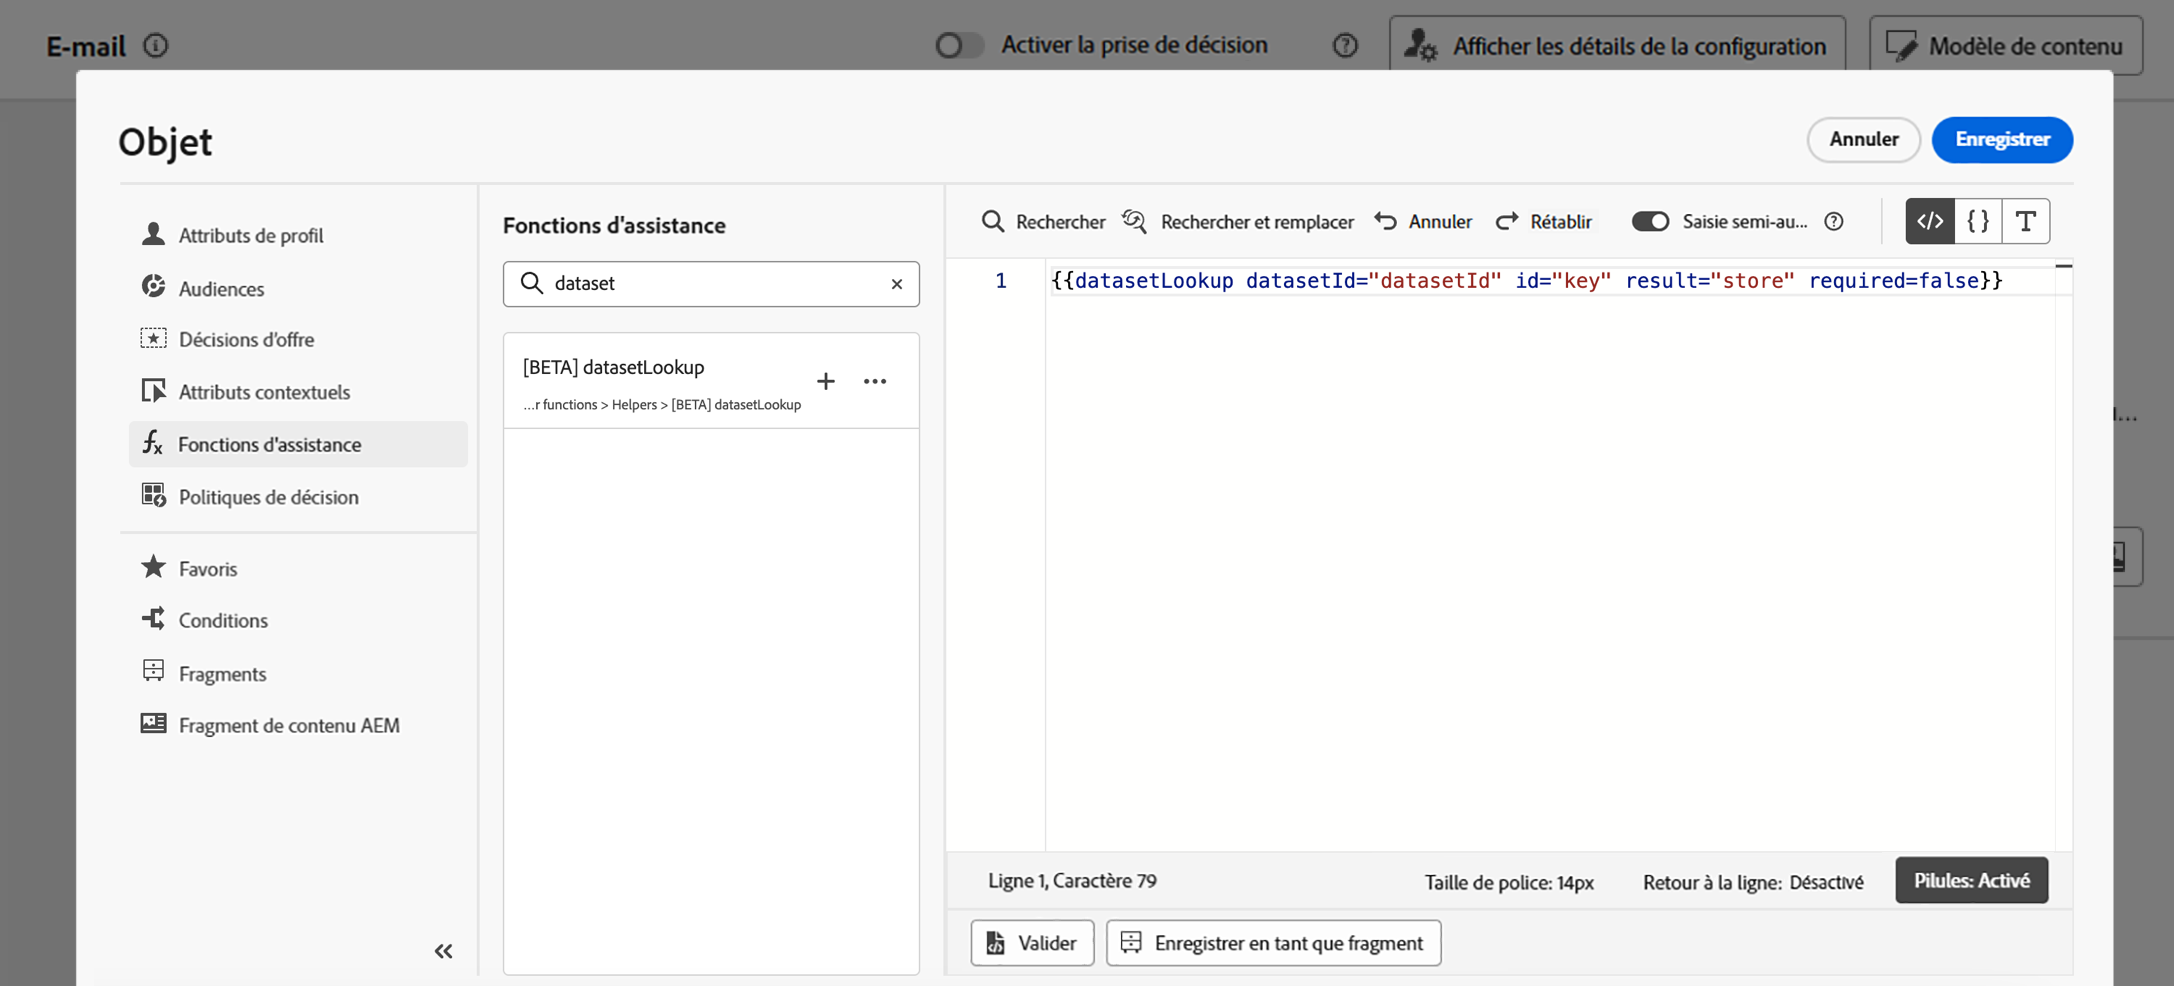 E-mail
Activer la prise de décision
Afficher les détails de la configuration
Modèle de contenu
Objet
Annuler
Enregistrer
Attributs de profil
Audiences
Décisions d'offre
Attributs contextuels
Fonctions d'assistance
Politiques de décision
Favoris
Conditions
Fragments
Fragment de contenu AEM
Fonctions d'assistance
dataset
[BETA] datasetLookup
...r functions > Helpers > [BETA] datasetLookup
Rechercher
Rechercher et remplacer
Annuler
Rétablir
Saisie semi-au...
1
{{datasetLookup datasetId="datasetId" id="key" result="store" required=false}}
Ligne 1, Caractère 79
Taille de police: 14px
Retour à la ligne: Désactivé
Pilules: Activé
Valider
Enregistrer en tant que fragment